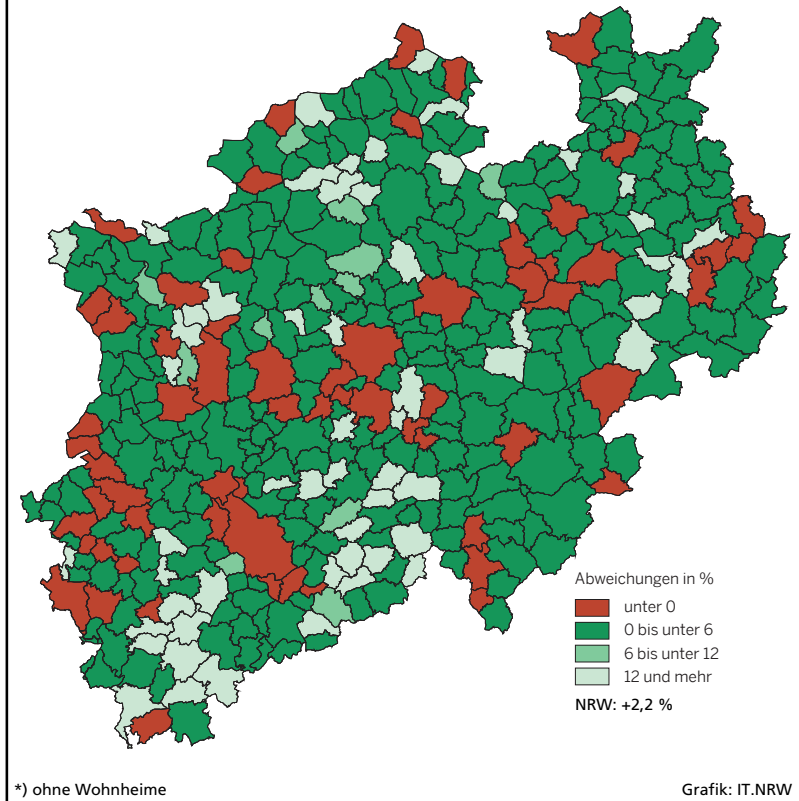 Abweichungen in %
unter 0
0 bis unter 6
6 bis unter 12
12 und mehr
NRW: +2,2 %
*) ohne Wohnheime
Grafik: IT.NRW